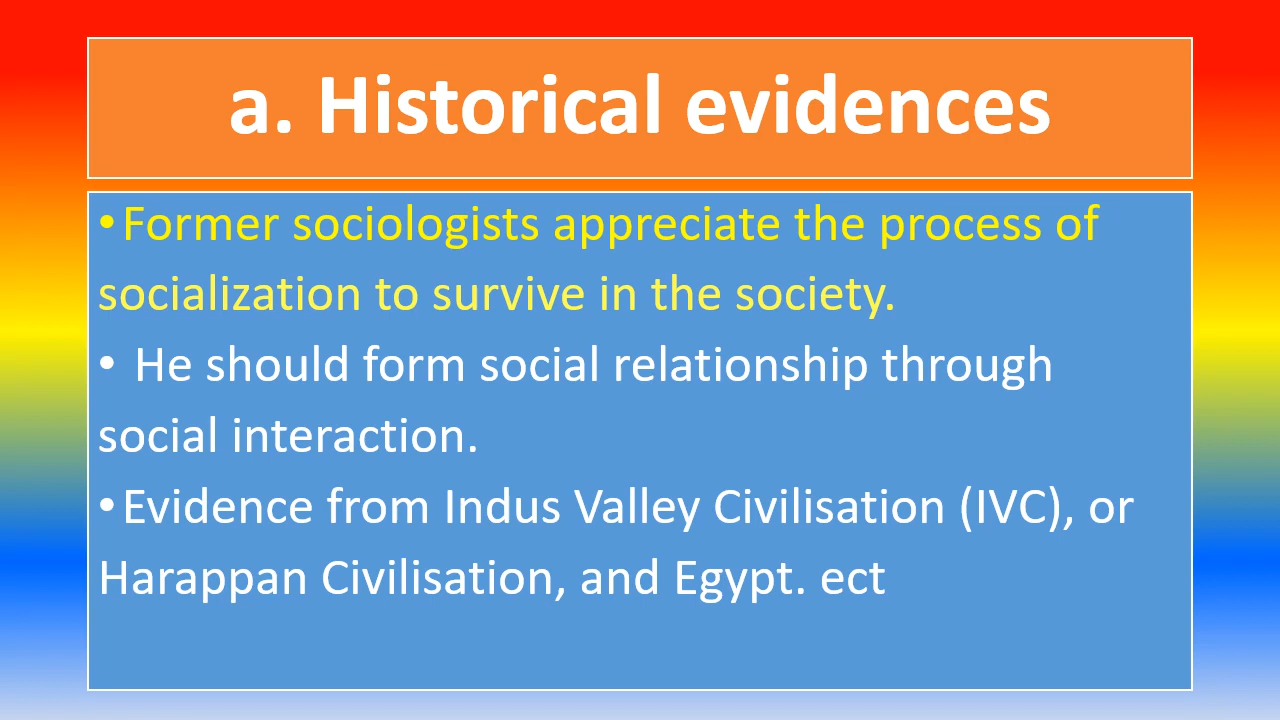 a. Historical evidences
•Former sociologists appreciate the process of
socialization to survive in the society.
• He should form social relationship through
social interaction.
•Evidence from Indus Valley Civilisation (IVC), or
Harappan Civilisation, and Egypt. ect